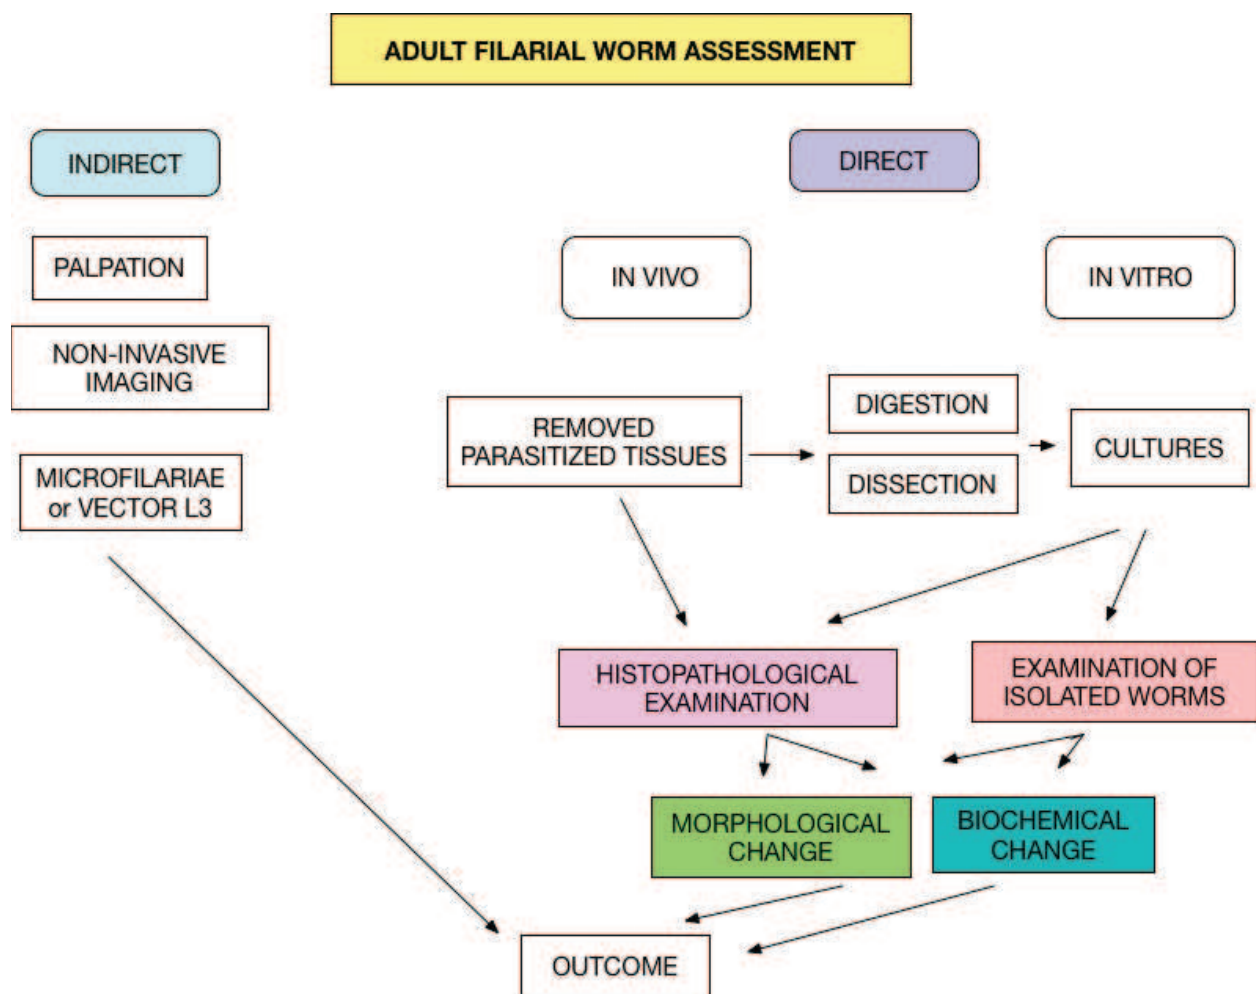 ADULT FILARIAL WORM ASSESSMENT
INDIRECT
DIRECT
PALPATION
IN VIVO
IN VITRO
NON-INVASIVE
IMAGING
REMOVED
PARASITIZED TISSUES
DIGESTION
DISSECTION
CULTURES
MICROFILARIAE
or VECTOR L3
HISTOPATHOLOGICAL
EXAMINATION
EXAMINATION OF
ISOLATED WORMS
MORPHOLOGICAL
CHANGE
BIOCHEMICAL
CHANGE
OUTCOME